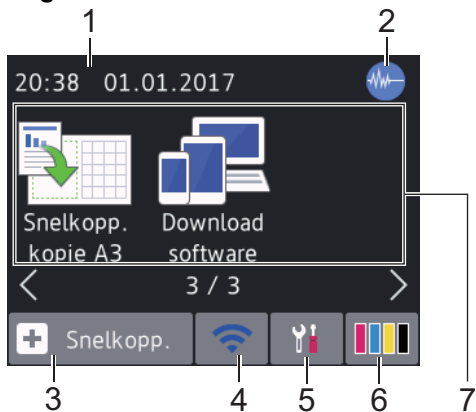 1
2
20:38 01.01.2017
Snelkopp.
kopie A3
Download
software
3 / 3
Snelkopp.
3
4
5
6
7